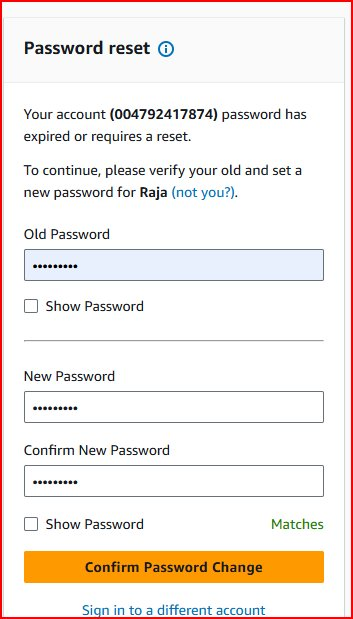 Password reset
Your account (004792417874) password has
expired or requires a reset.
To continue, please verify your old and set a
new password for Raja (not you?).
Old Password
•••••••••
Show Password
New Password
•••••••••
Confirm New Password
•••••••••
Show Password Matches
Confirm Password Change
Sign in to a different account